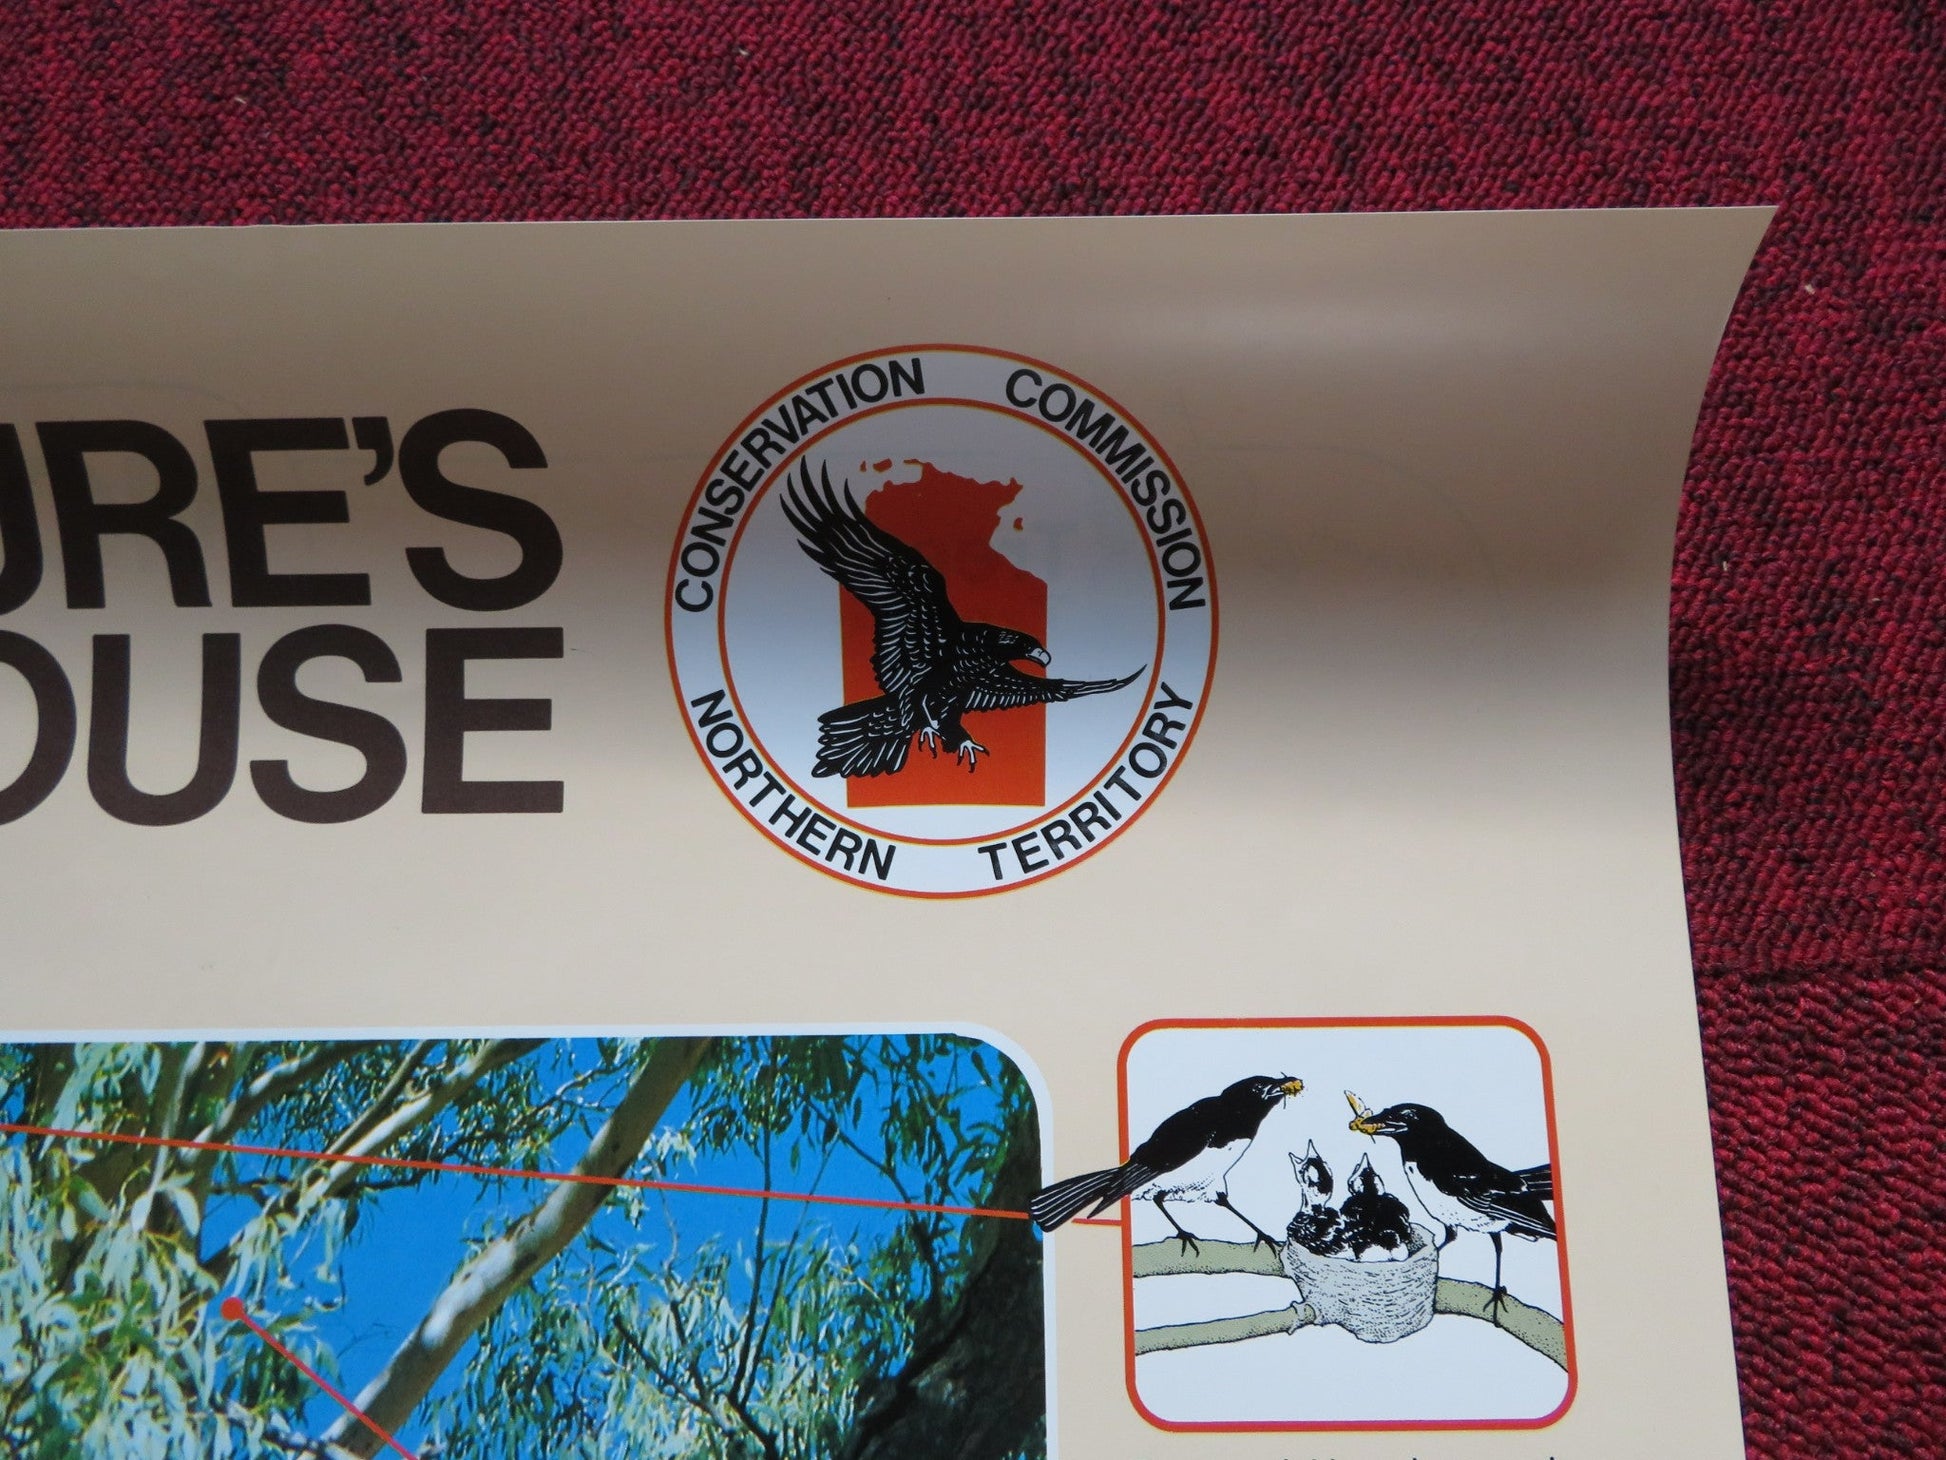 URE'S
OUSE
CONSERVATION COMMISSION
NORTHERN TERRITORY